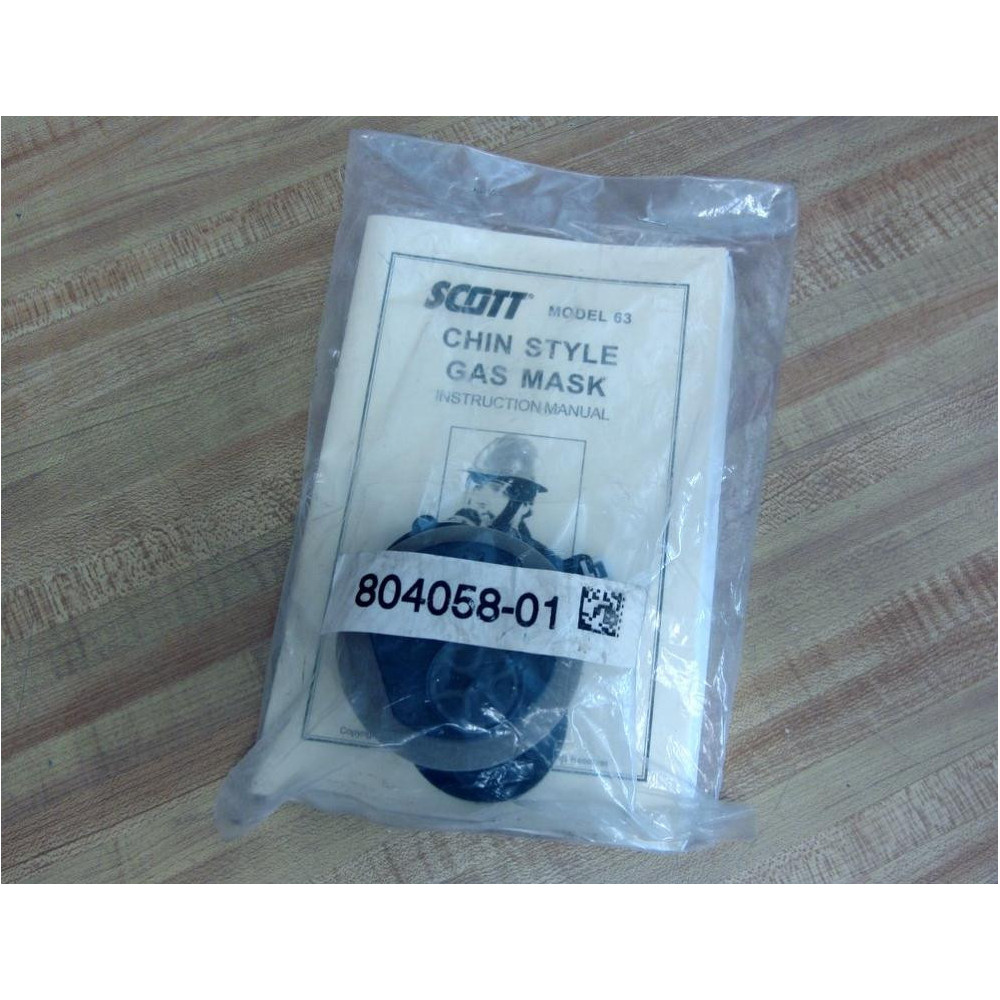 SCOTT® MODEL 63
CHIN STYLE
GAS MASK
INSTRUCTION MANUAL
804058-01